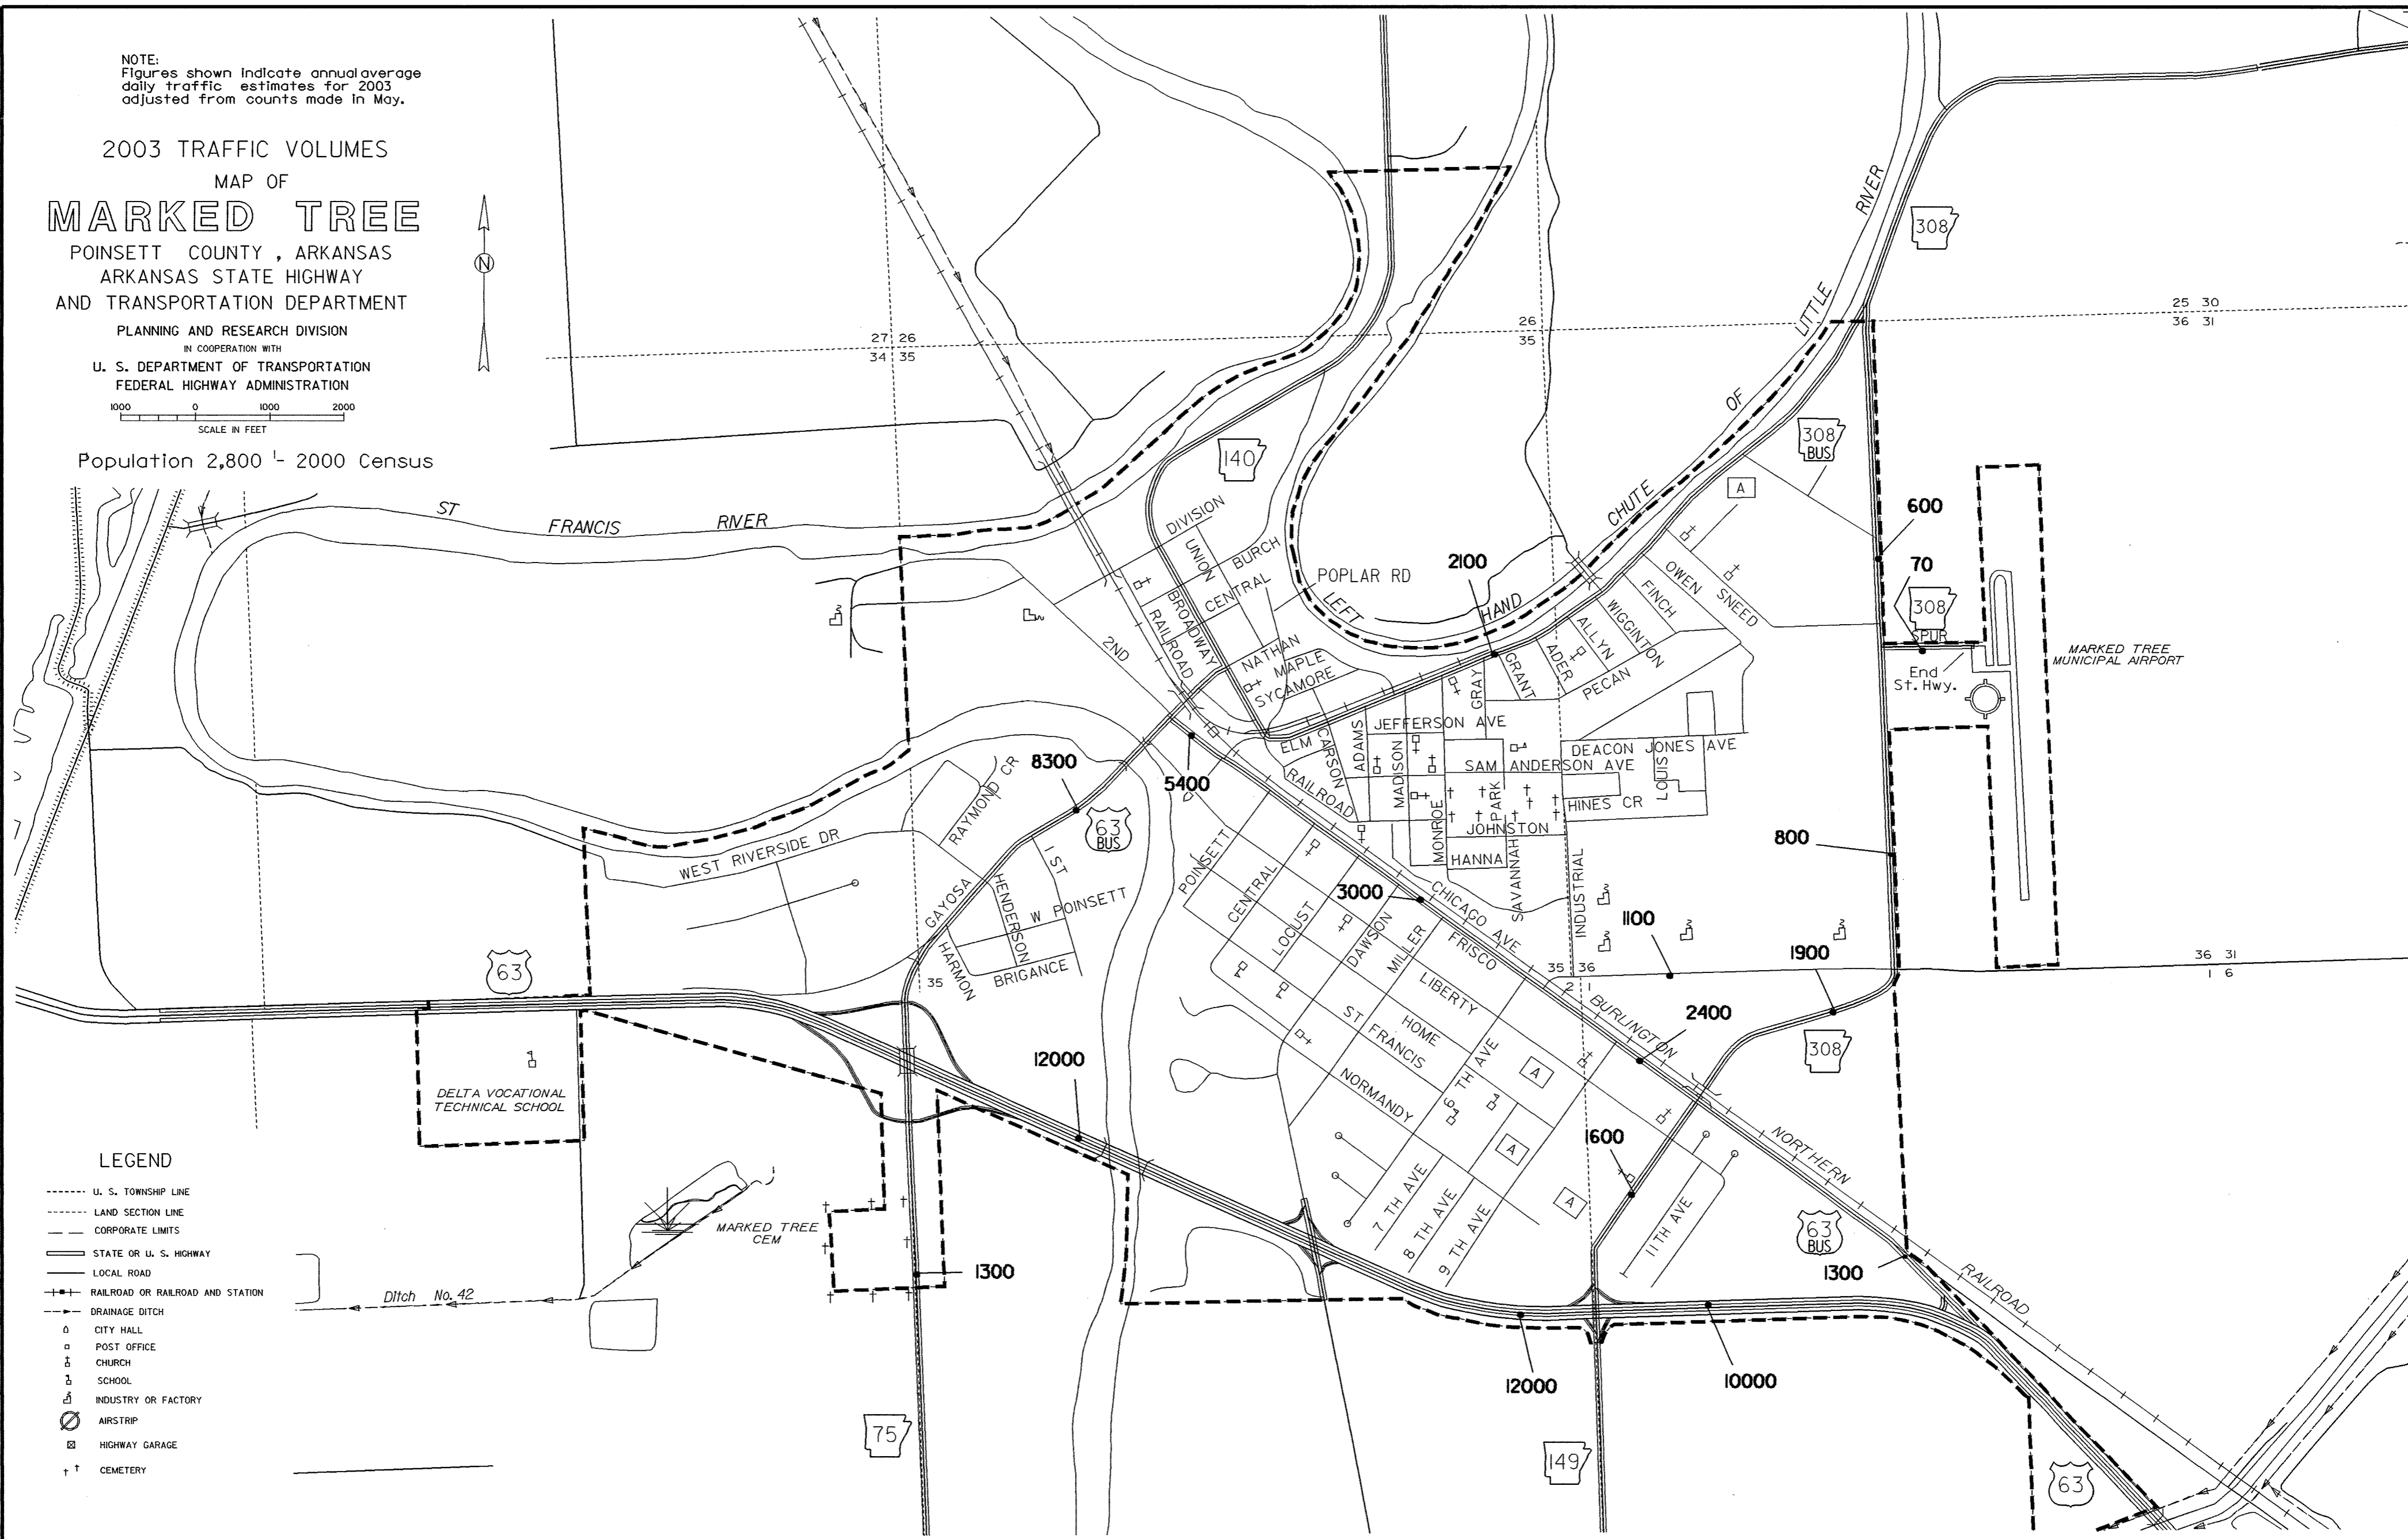 NOTE:
Figures shown indicate annual average
daily traffic estimates for 2003
adjusted from counts made in May.
2003 TRAFFIC VOLUMES
MAP OF
MARKED TREE
POINSETT COUNTY , ARKANSAS
ARKANSAS STATE HIGHWAY
AND TRANSPORTATION DEPARTMENT
PLANNING AND RESEARCH DIVISION
IN COOPERATION WITH
U. S. DEPARTMENT OF TRANSPORTATION
FEDERAL HIGHWAY ADMINISTRATION
1000 0 1000 2000
SCALE IN FEET
Population 2,800 - 2000 Census
N
27 26
34 35
26
35
25 30
36 31
LITTLE
RIVER
308
OF
CHUTE
HAND
LEFT
308
BUS
A
140
ST
FRANCIS
RIVER
DIVISION
UNION
BURCH
CENTRAL
BROADWAY
RAILROAD
2ND
NATHAN
MAPLE
SYCAMORE
POPLAR RD
2100
600
70
308
SPUR
End
St. Hwy.
MARKED TREE
MUNICIPAL AIRPORT
OWEN
SNEED
FINCH
WIGGINTON
ALLYN
ADER
PECAN
GRANT
GRAY
JEFFERSON AVE
ELM
CARSON
ADAMS
MADISON
DEACON JONES AVE
SAM ANDERSON AVE
LOUIS
HINES CR
PARK
MONROE
JOHNSTON
HANNA
SAVANNAH
INDUSTRIAL
RAILROAD
8300
5400
63
BUS
RAYMOND CR
WEST RIVERSIDE DR
1 ST
GAYOSA
HENDERSON
W POINSETT
HARMON
BRIGANCE
35
63
POINSETT
CENTRAL
LOCUST
DAWSON
MILLER
3000
CHICAGO AVE
FRISCO
LIBERTY
HOME
ST FRANCIS
NORMANDY
6 TH AVE
7 TH AVE
8 TH AVE
9 TH AVE
11TH AVE
A
A
A
800
1100
1900
35 36
2 1
36 31
1 6
BURLINGTON
2400
308
NORTHERN
RAILROAD
1600
63
BUS
1300
12000
12000
10000
DELTA VOCATIONAL
TECHNICAL SCHOOL
MARKED TREE
CEM
1300
Ditch No. 42
75
149
63
LEGEND
U. S. TOWNSHIP LINE
LAND SECTION LINE
CORPORATE LIMITS
STATE OR U. S. HIGHWAY
LOCAL ROAD
RAILROAD OR RAILROAD AND STATION
DRAINAGE DITCH
CITY HALL
POST OFFICE
CHURCH
SCHOOL
INDUSTRY OR FACTORY
AIRSTRIP
HIGHWAY GARAGE
CEMETERY